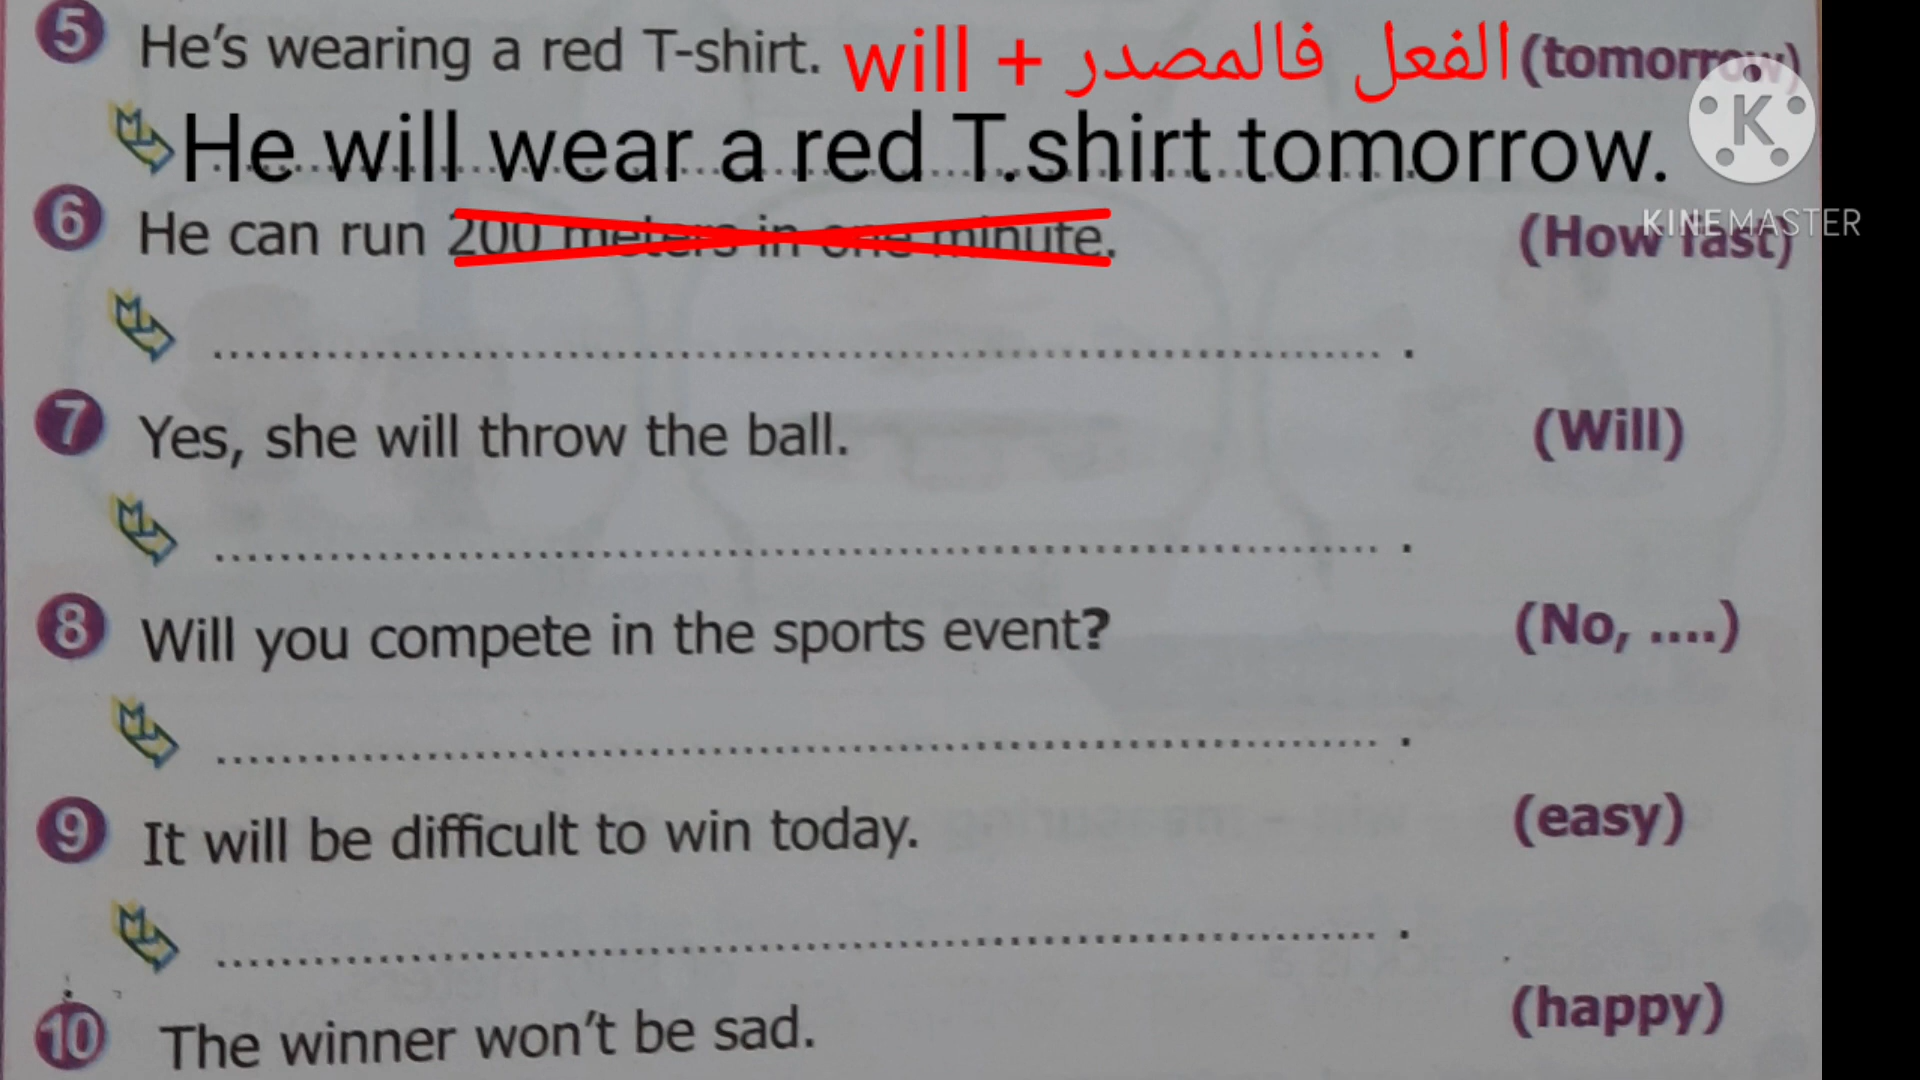 5 He's wearing a red T-shirt. will + الفعل فالمصدر (tomorrow)
He will wear a red T.shirt tomorrow.
K
KINEMASTER
6 He can run 200 meters in one minute. (How fast)
.
7 Yes, she will throw the ball. (Will)
.
8 Will you compete in the sports event? (No, ....)
.
9 It will be difficult to win today. (easy)
.
10 The winner won't be sad. (happy)